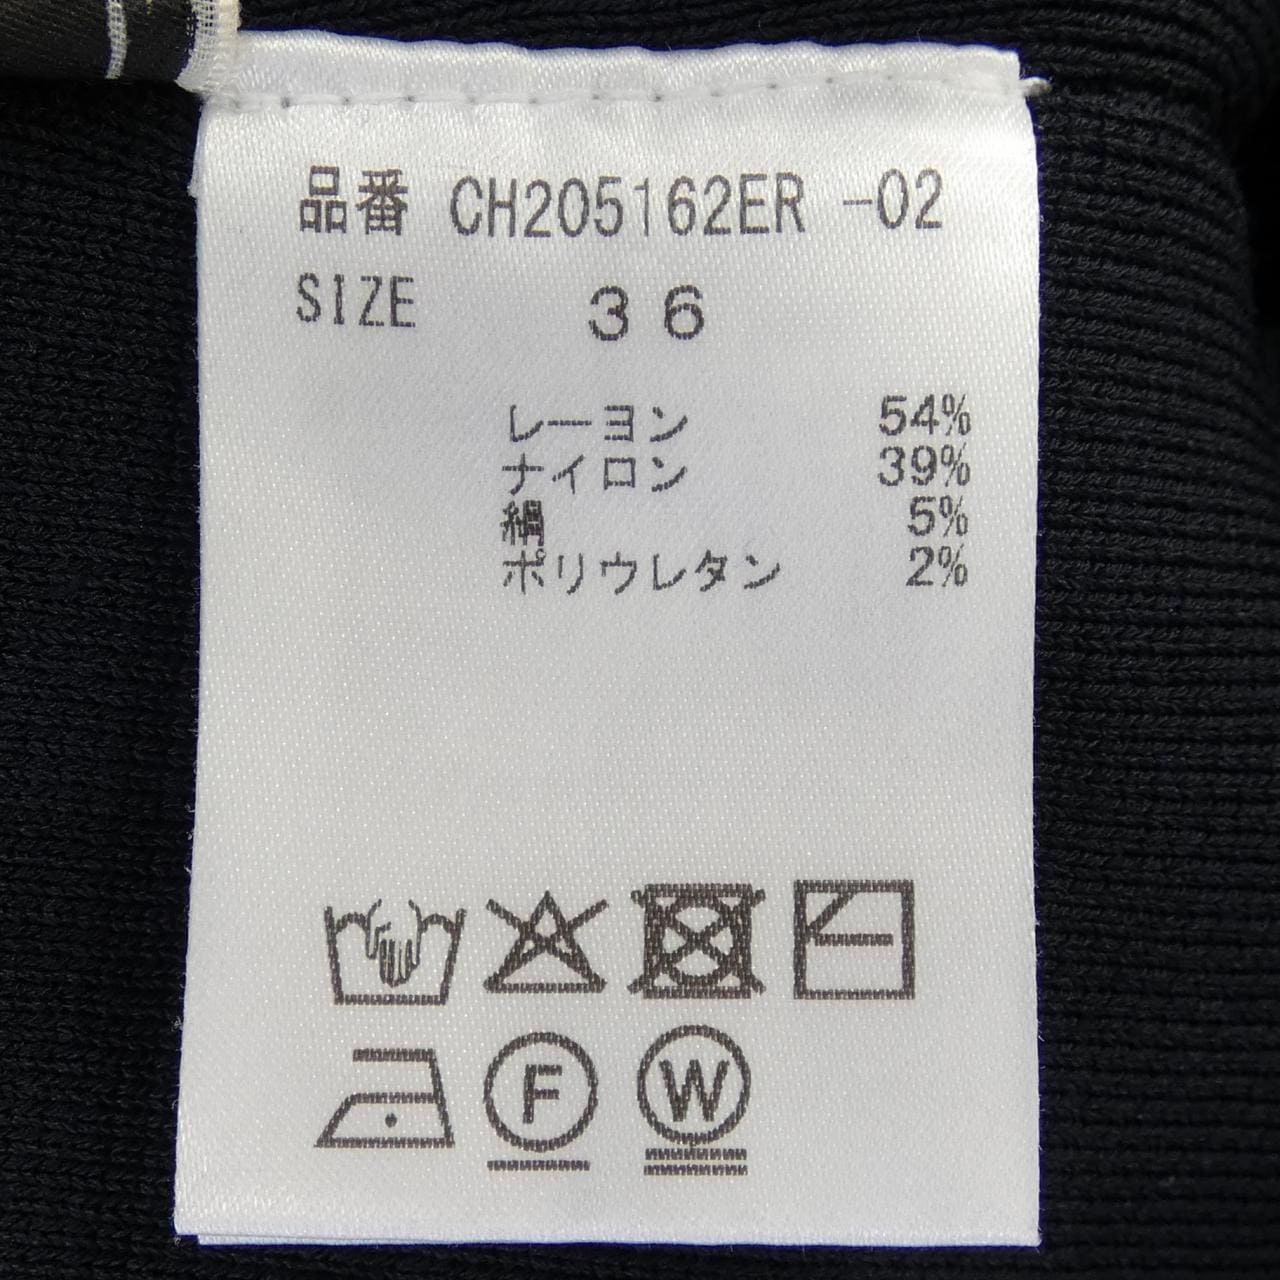 品番 CH205162ER -02
SIZE 36
レーヨン 54%
ナイロン 39%
絹 5%
ポリウレタン 2%
F W